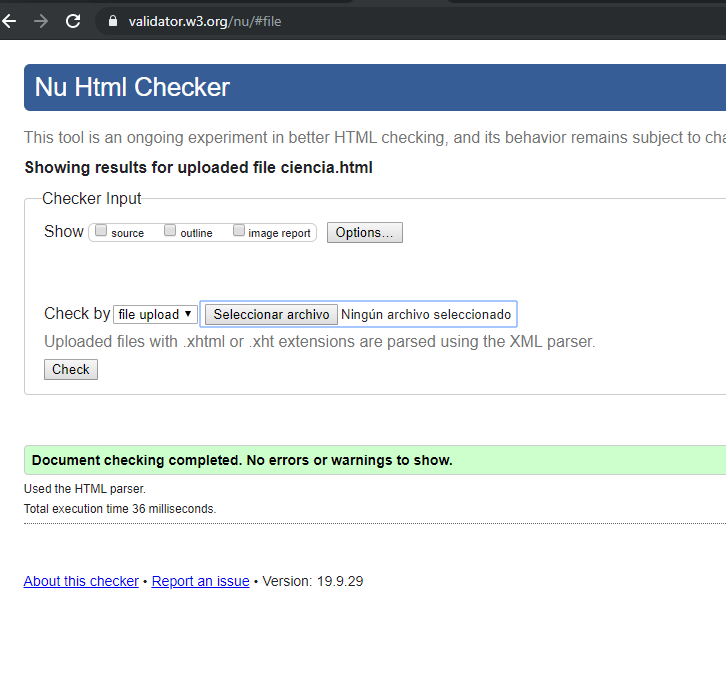 validator.w3.org/nu/#file
Nu Html Checker
This tool is an ongoing experiment in better HTML checking, and its behavior remains subject to
Showing results for uploaded file ciencia.html
Checker Input
Show source outline image report Options...
Check by file upload Seleccionar archivo Ningún archivo seleccionado
Uploaded files with .xhtml or .xht extensions are parsed using the XML parser.
Check
Document checking completed. No errors or warnings to show.
Used the HTML parser.
Total execution time 36 milliseconds.
About this checker • Report an issue • Version: 19.9.29